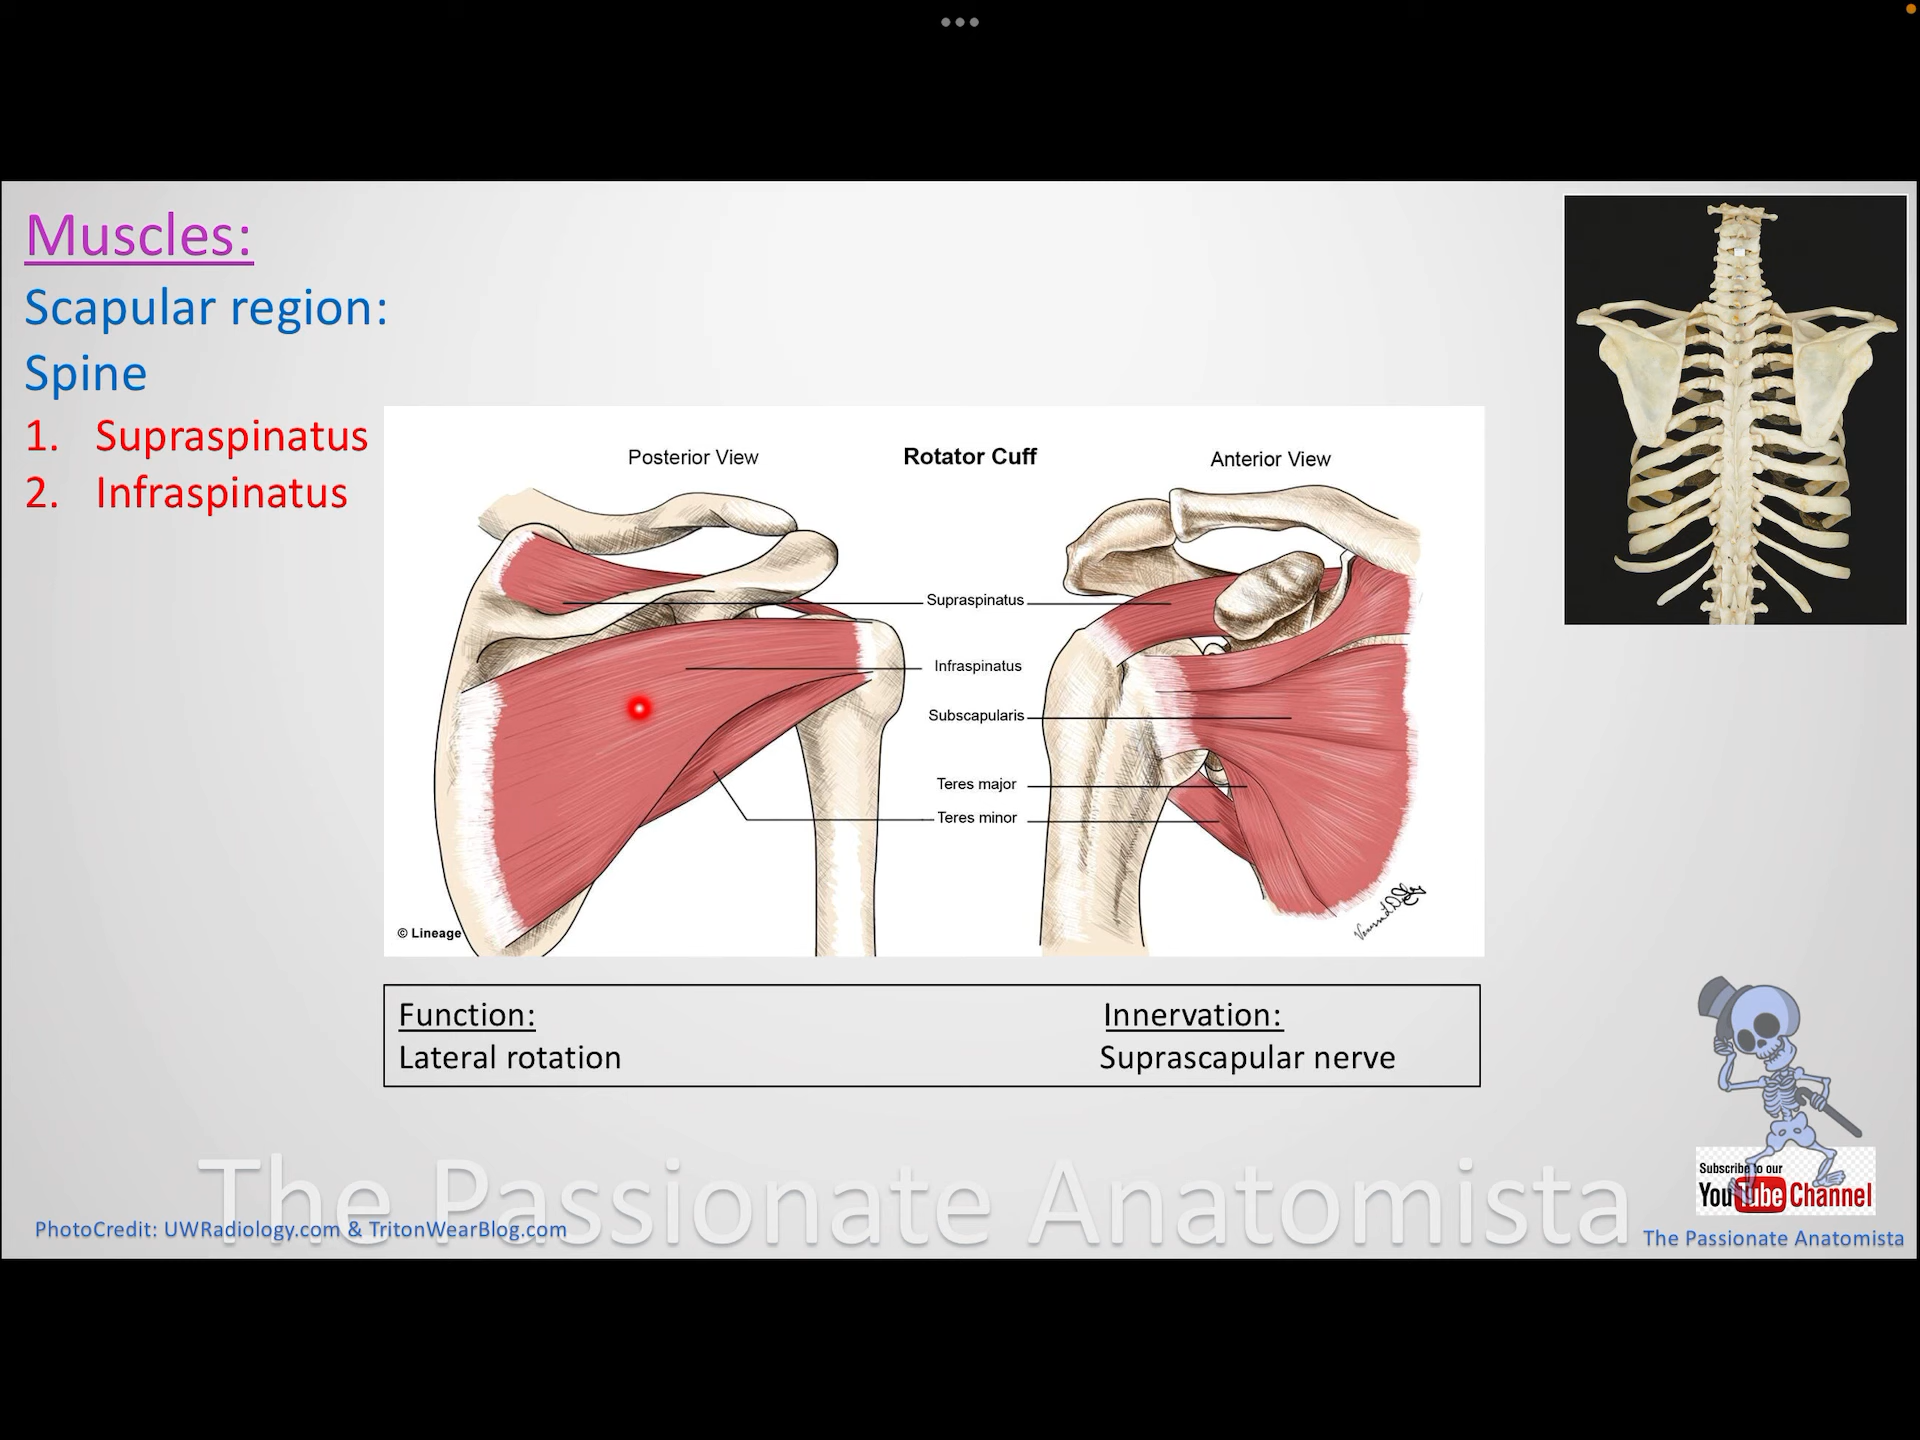 Muscles:
Scapular region:
Spine
1. Supraspinatus
2. Infraspinatus
Posterior View
Rotator Cuff
Anterior View
Supraspinatus
Infraspinatus
Subscapularis
Teres major
Teres minor
© Lineage
Function:
Lateral rotation
Innervation:
Suprascapular nerve
The Passionate Anatomista
PhotoCredit: UWRadiology.com & TritonWearBlog.com
Subscribe to our
YouTube Channel
The Passionate Anatomista